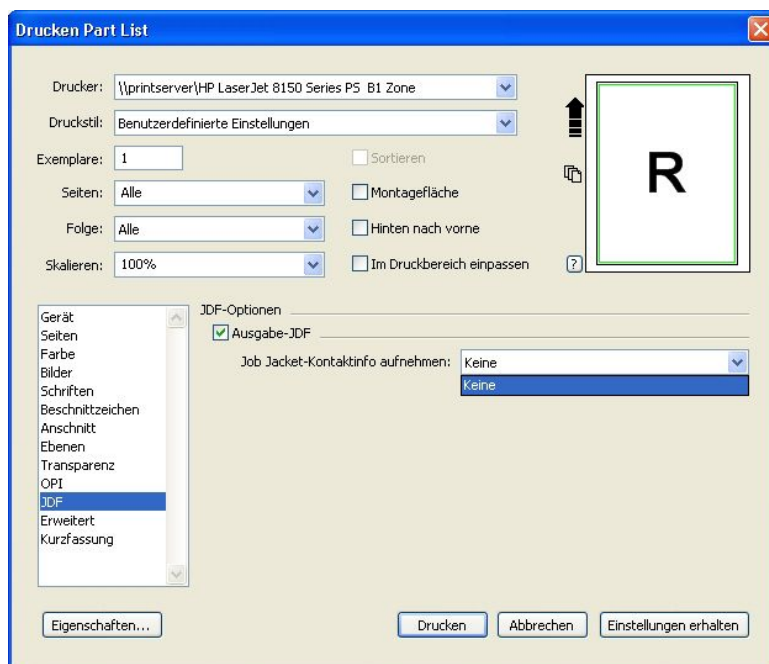 Drucken Part List
Drucker: \\printserver\HP LaserJet 8150 Series PS B1 Zone
Druckstil: Benutzerdefinierte Einstellungen
Exemplare: 1 Sortieren
Seiten: Alle Montagefläche
Folge: Alle Hinten nach vorne
Skalieren: 100% Im Druckbereich einpassen
?
R
Gerät
Seiten
Farbe
Bilder
Schriften
Beschnittzeichen
Anschnitt
Ebenen
Transparenz
OPI
JDF
Erweitert
Kurzfassung
JDF-Optionen
Ausgabe-JDF
Job Jacket-Kontaktinfo aufnehmen: Keine
Keine
Eigenschaften... Drucken Abbrechen Einstellungen erhalten